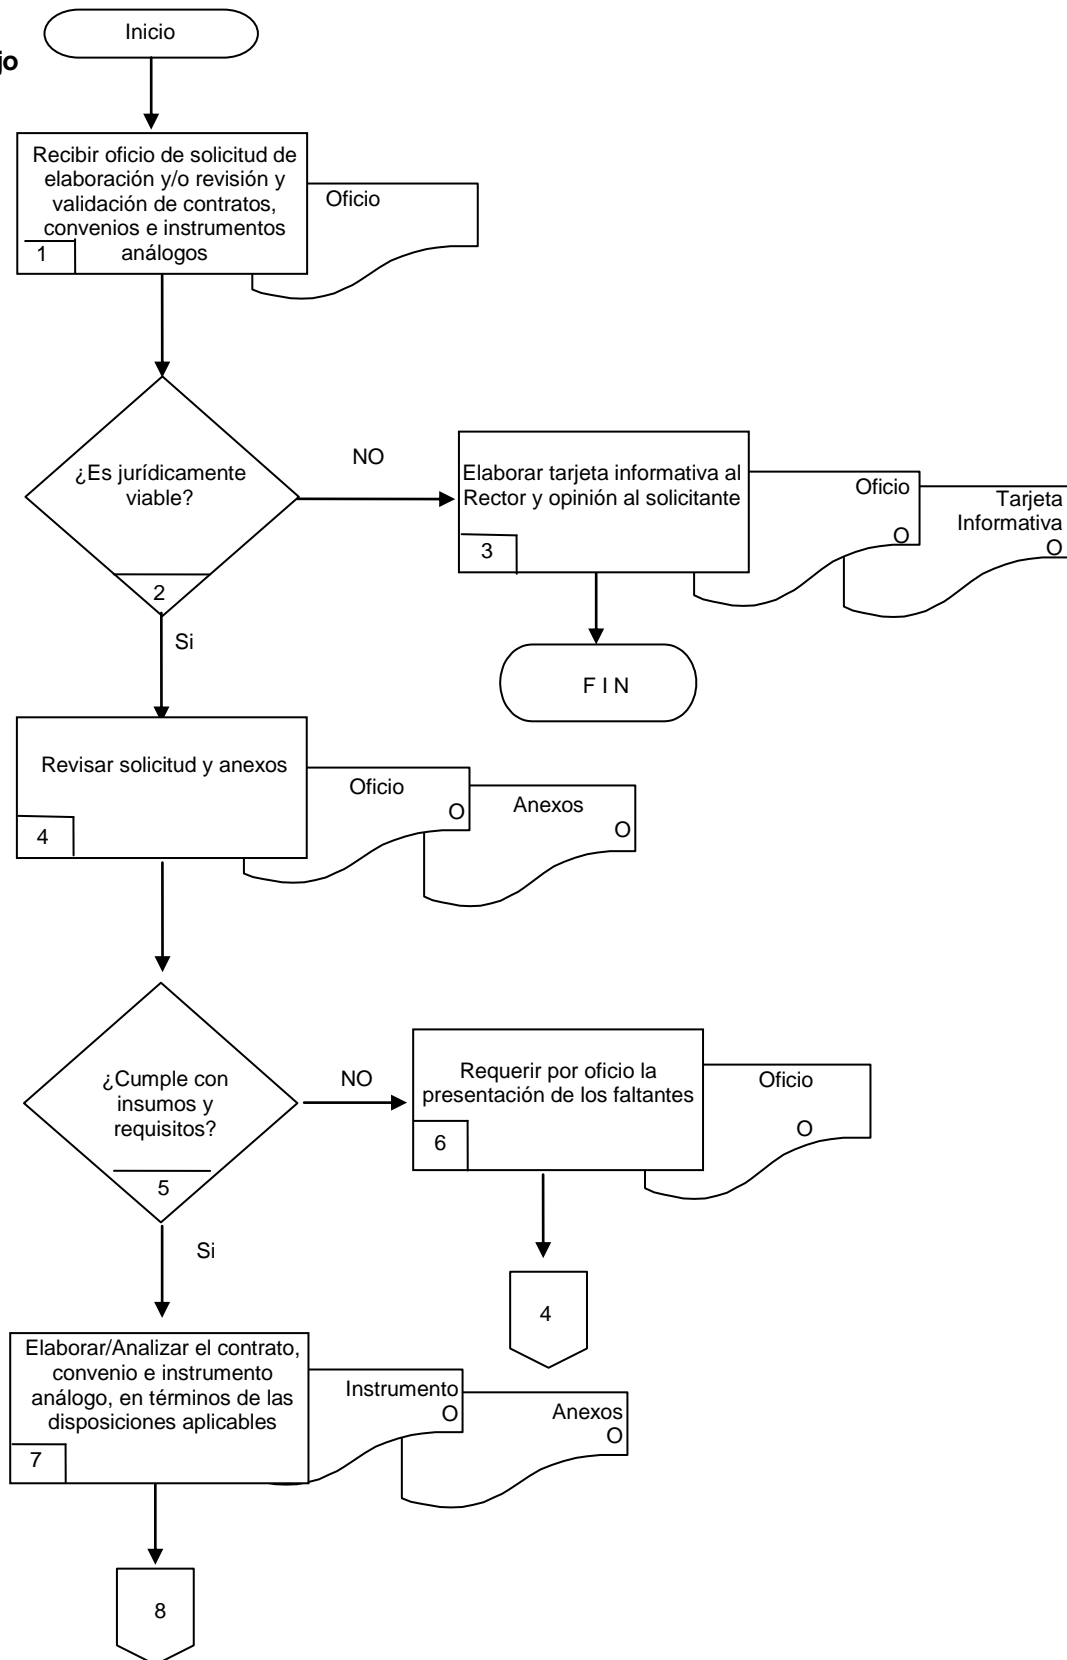 Inicio
jo
Recibir oficio de solicitud de
elaboración y/o revisión y
validación de contratos,
convenios e instrumentos
análogos
1
Oficio
¿Es jurídicamente
viable?
2
NO
Elaborar tarjeta informativa al
Rector y opinión al solicitante
3
Oficio
O
Tarjeta
Informativa
O
F I N
Si
Revisar solicitud y anexos
4
Oficio
O
Anexos
O
¿Cumple con
insumos y
requisitos?
5
NO
Requerir por oficio la
presentación de los faltantes
6
Oficio
O
4
Si
Elaborar/Analizar el contrato,
convenio e instrumento
análogo, en términos de las
disposiciones aplicables
7
Instrumento
O
Anexos
O
8